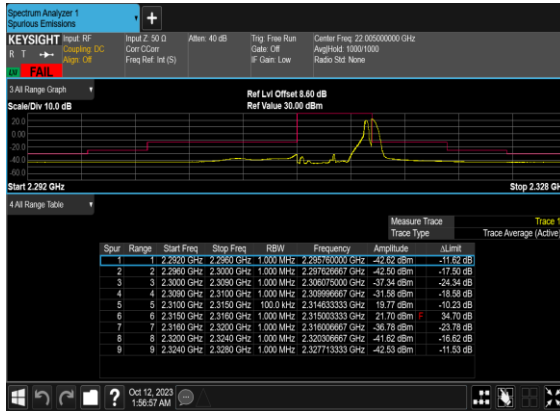 Spectrum Analyzer 1
Spurious Emissions
+
KEYSIGHT
R T
LXI
FAIL
Input: RF
Coupling: DC
Align: Off
Input Z: 50 Ω
Corr CCorr
Freq Ref: Int (S)
Atten: 40 dB
Trig: Free Run
Gate: Off
IF Gain: Low
Center Freq: 22.005000000 GHz
Avg|Hold: 1000/1000
Radio Std: None
3 All Range Graph
Scale/Div 10.0 dB
Ref Lvl Offset 8.60 dB
Ref Value 30.00 dBm
20.0
0.00
-20.0
-40.0
-60.0
Start 2.292 GHz
Stop 2.328 GH
4 All Range Table
Measure Trace Trace 1
Trace Type Trace Average (Active)
Spur Range Start Freq Stop Freq RBW Frequency Amplitude ΔLimit
1 1 2.2920 GHz 2.2960 GHz 1.000 MHz 2.295760000 GHz -42.62 dBm -11.62 dB
2 2 2.2960 GHz 2.3000 GHz 1.000 MHz 2.297626667 GHz -42.50 dBm -17.50 dB
3 3 2.3000 GHz 2.3090 GHz 1.000 MHz 2.306075000 GHz -37.34 dBm -24.34 dB
4 4 2.3090 GHz 2.3100 GHz 1.000 MHz 2.309996667 GHz -31.58 dBm -18.58 dB
5 5 2.3100 GHz 2.3150 GHz 100.0 kHz 2.314633333 GHz 19.77 dBm -10.23 dB
6 6 2.3150 GHz 2.3160 GHz 1.000 MHz 2.315003333 GHz 21.70 dBm F 34.70 dB
7 7 2.3160 GHz 2.3200 GHz 1.000 MHz 2.316006667 GHz -36.78 dBm -23.78 dB
8 8 2.3200 GHz 2.3240 GHz 1.000 MHz 2.320306667 GHz -41.62 dBm -16.62 dB
9 9 2.3240 GHz 2.3280 GHz 1.000 MHz 2.327713333 GHz -42.53 dBm -11.53 dB
?
Oct 12, 2023
1:56:57 AM